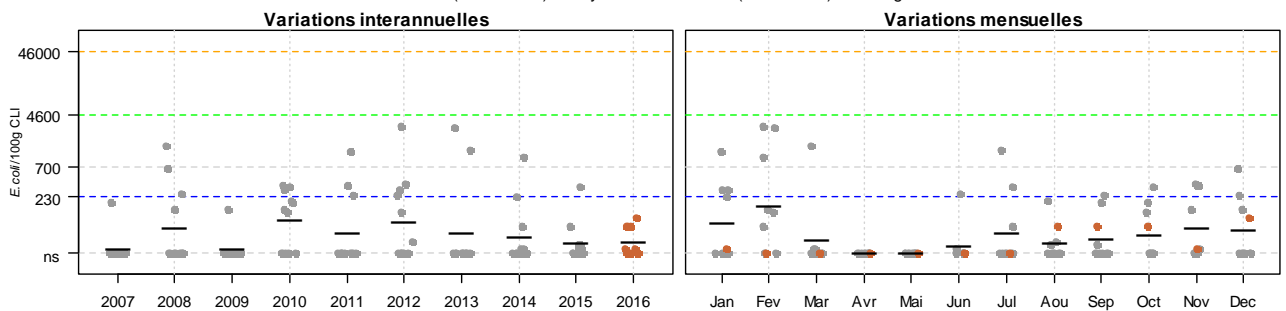 Variations interannuelles
Variations mensuelles
E.coli/100g CLI
46000
4600
700
230
ns
2007 2008 2009 2010 2011 2012 2013 2014 2015 2016
Jan Fev Mar Avr Mai Jun Jul Aou Sep Oct Nov Dec